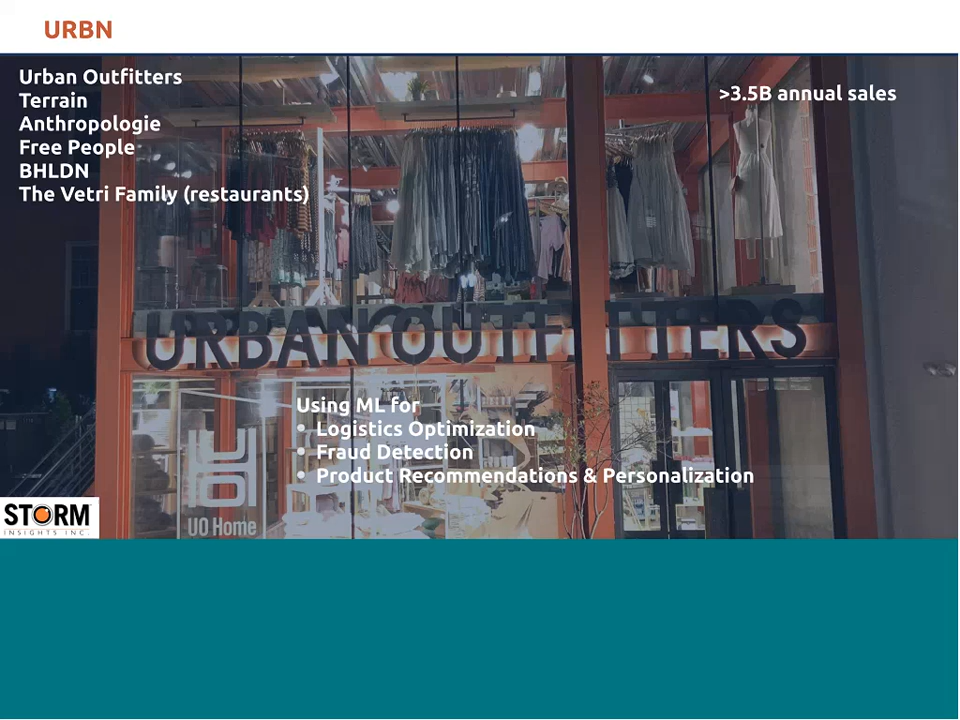 URBN
Urban Outfitters
Terrain
Anthropologie
Free People
BHLDN
The Vetri Family (restaurants)
>3.5B annual sales
URBAN OUTFITTERS
Using ML for
• Logistics Optimization
• Fraud Detection
• Product Recommendations & Personalization
UO Home
STORM
INSIGHTS INC.